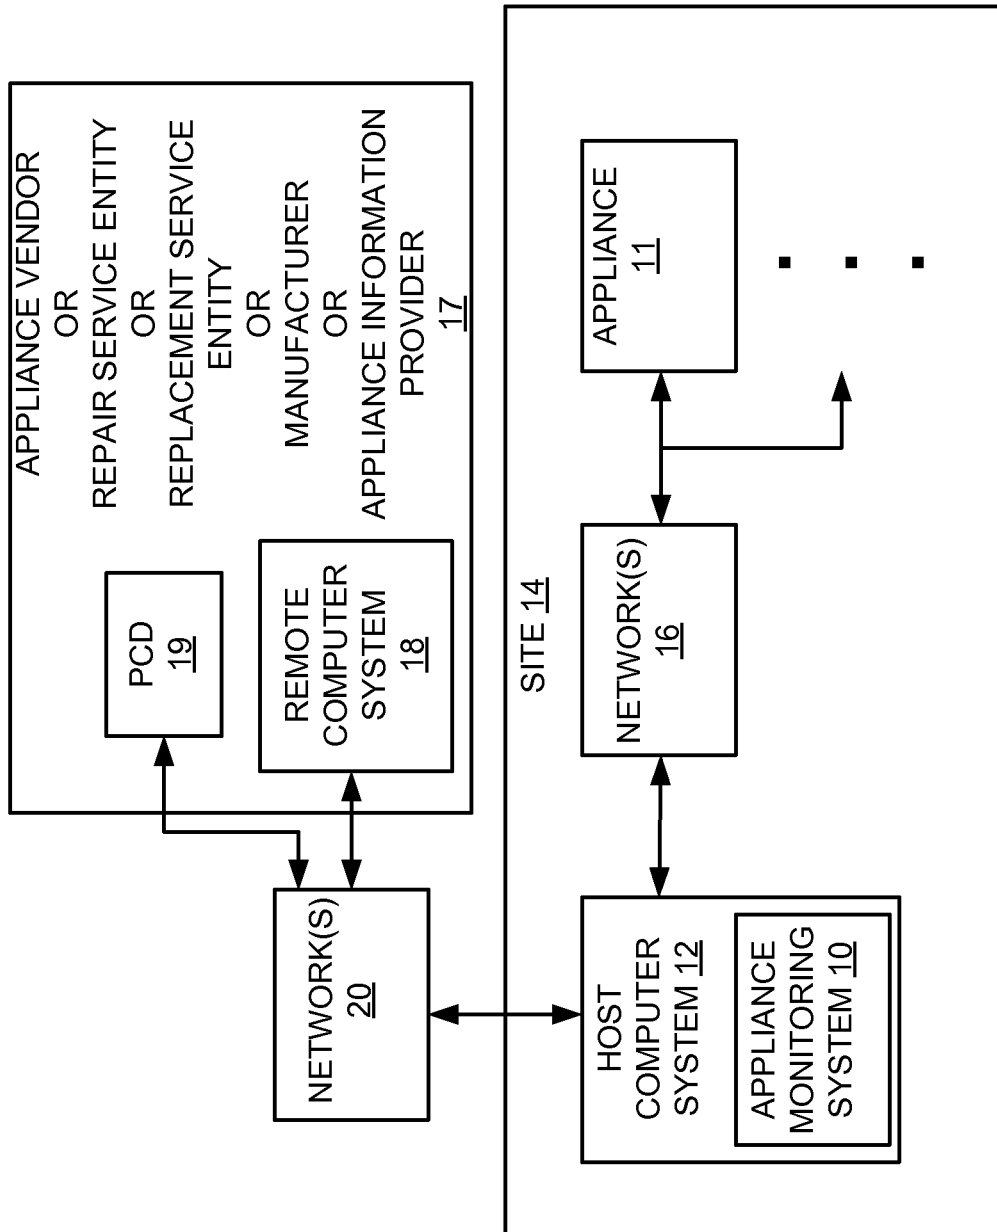 APPLIANCE VENDOR
OR
REPAIR SERVICE ENTITY
OR
REPLACEMENT SERVICE
ENTITY
OR
MANUFACTURER
OR
APPLIANCE INFORMATION
PROVIDER
17
PCD
19
REMOTE
COMPUTER
SYSTEM
18
NETWORK(S)
20
SITE 14
HOST
COMPUTER
SYSTEM 12
APPLIANCE
MONITORING
SYSTEM 10
NETWORK(S)
16
APPLIANCE
11